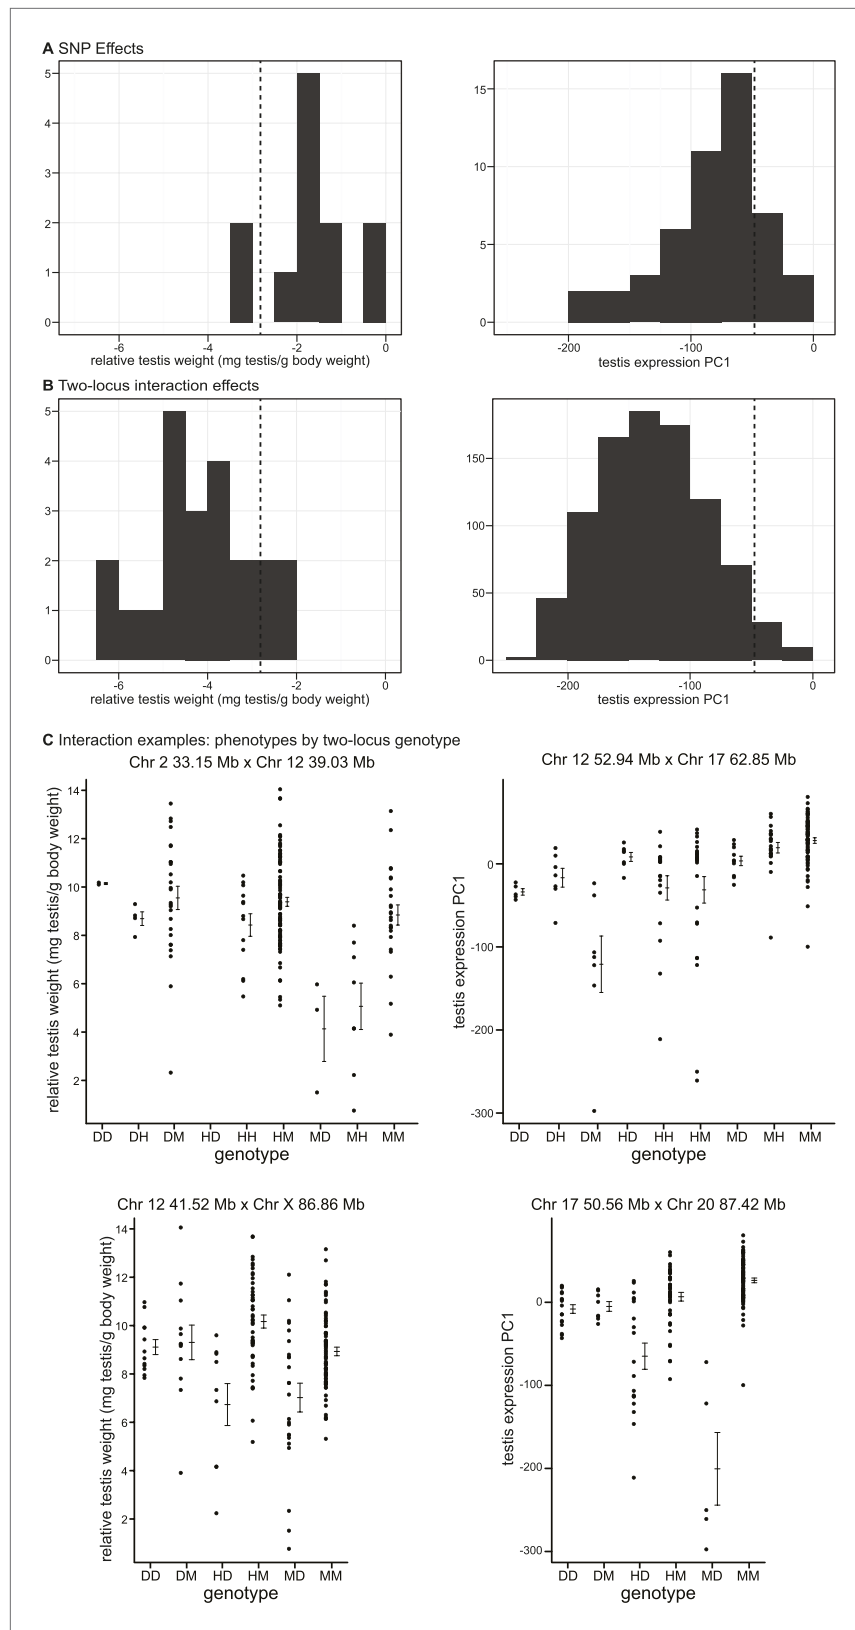 A SNP Effects
5
4
3
2
1
0
-6
-4
-2
0
relative testis weight (mg testis/g body weight)
15
10
5
0
-200
-100
0
testis expression PC1
B Two-locus interaction effects
5
4
3
2
1
0
-6
-4
-2
0
relative testis weight (mg testis/g body weight)
150
100
50
0
-200
-100
0
testis expression PC1
C Interaction examples: phenotypes by two-locus genotype
Chr 2 33.15 Mb x Chr 12 39.03 Mb
relative testis weight (mg testis/g body weight)
14
12
10
8
6
4
2
DD DH DM HD HH HM MD MH MM
genotype
Chr 12 52.94 Mb x Chr 17 62.85 Mb
testis expression PC1
0
-100
-200
-300
DD DH DM HD HH HM MD MH MM
genotype
Chr 12 41.52 Mb x Chr X 86.86 Mb
relative testis weight (mg testis/g body weight)
14
12
10
8
6
4
2
DD DM HD HM MD MM
genotype
Chr 17 50.56 Mb x Chr 20 87.42 Mb
testis expression PC1
0
-100
-200
-300
DD DM HD HM MD MM
genotype